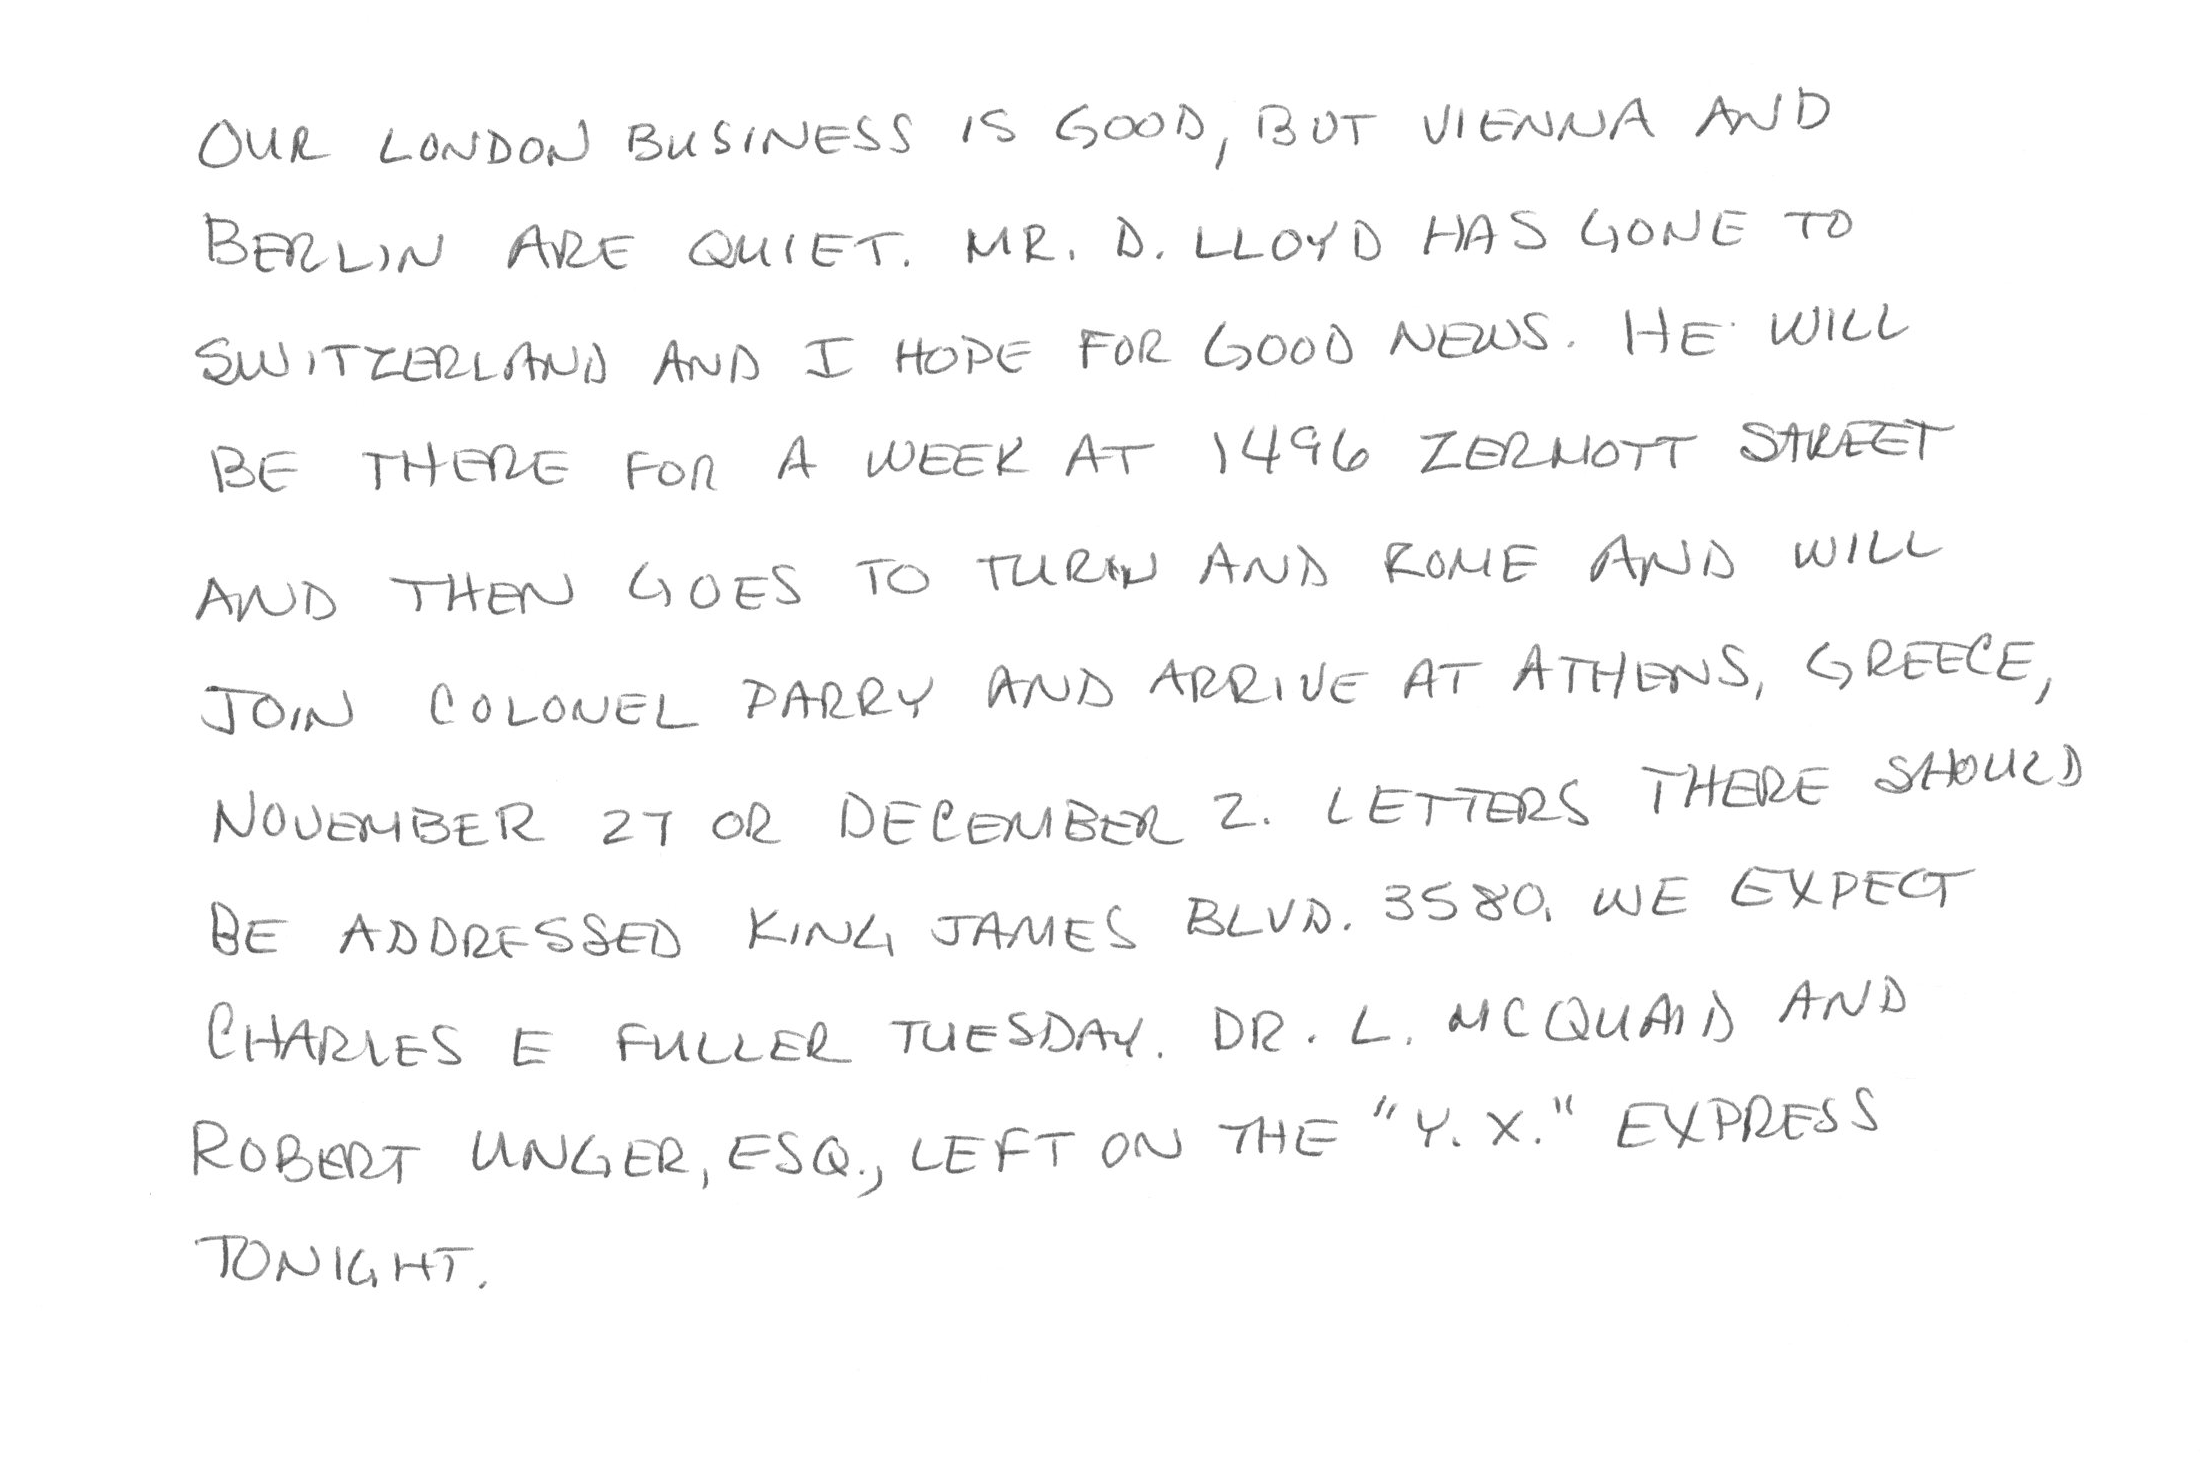 OUR LONDON BUSINESS IS GOOD, BUT VIENNA AND
BERLIN ARE QUIET. MR. D. LLOYD HAS GONE TO
SWITZERLAND AND I HOPE FOR GOOD NEWS. HE WILL
BE THERE FOR A WEEK AT 1496 ZERMOTT STREET
AND THEN GOES TO TURIN AND ROME AND WILL
JOIN COLONEL PARRY AND ARRIVE AT ATHENS, GREECE,
NOVEMBER 27 OR DECEMBER 2. LETTERS THERE SHOULD
BE ADDRESSED KING JAMES BLVD. 3580. WE EXPECT
CHARLES E FULLER TUESDAY. DR. L. MCQUAID AND
ROBERT UNGER, ESQ., LEFT ON THE "Y. X." EXPRESS
TONIGHT.